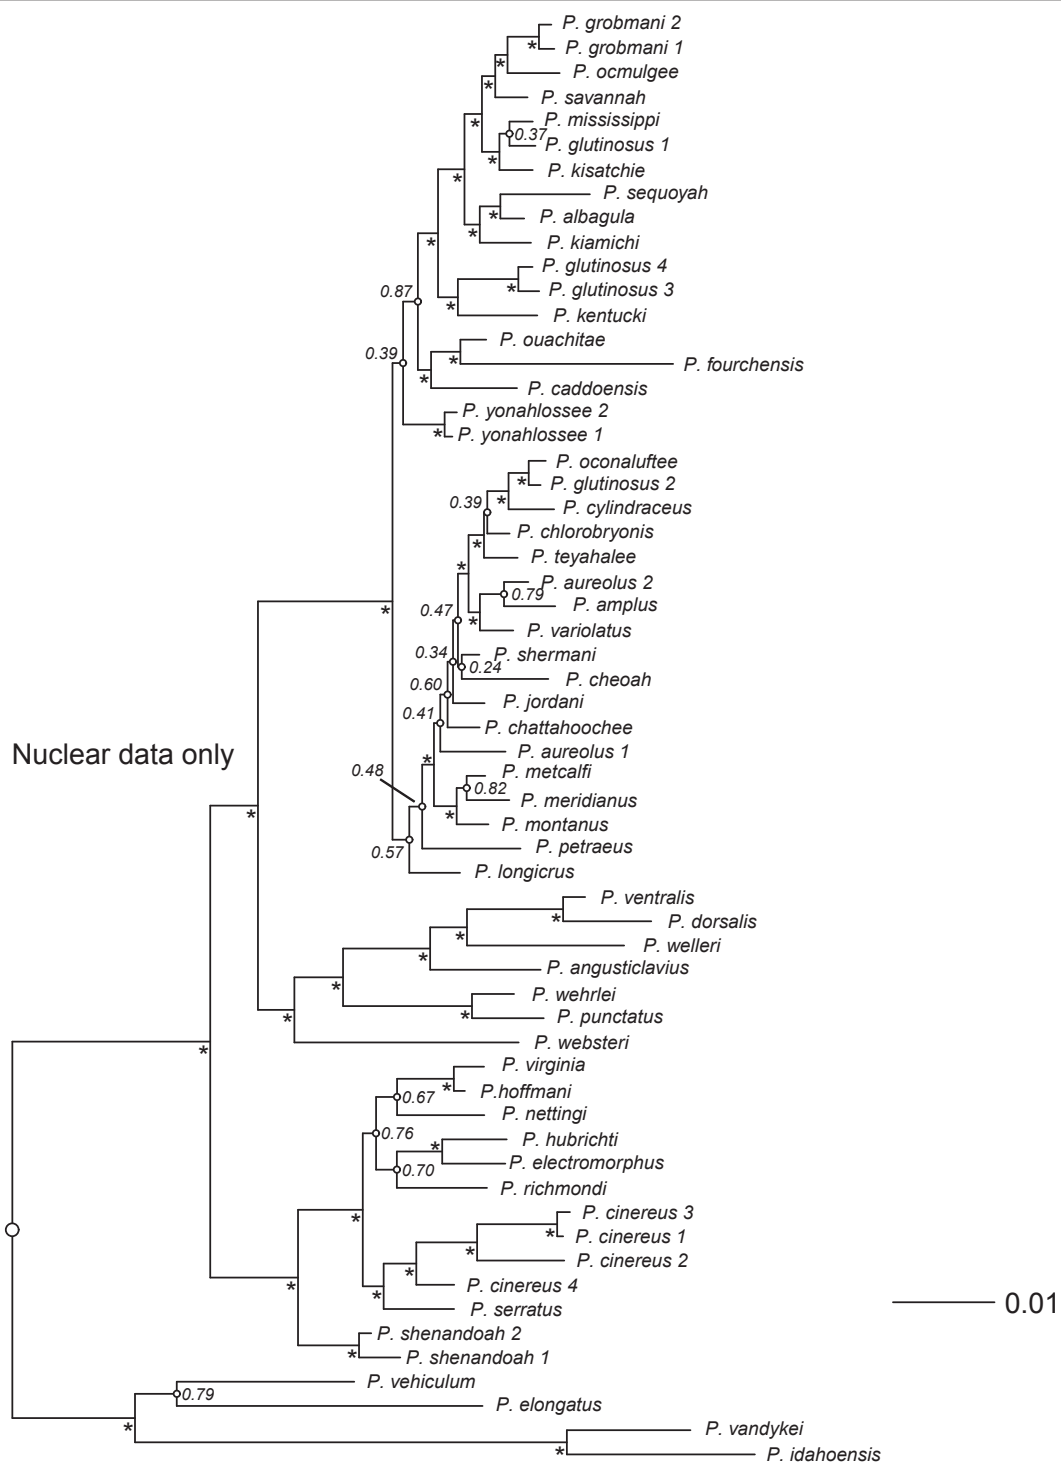 P. grobmani 2
*
P. grobmani 1
*
P. ocmulgee
*
P. savannah
*
P. mississippi
0.37
P. glutinosus 1
*
P. kisatchie
*
P. sequoyah
*
P. albagula
*
P. kiamichi
*
P. glutinosus 4
*
P. glutinosus 3
0.87
*
P. kentucki
P. ouachitae
0.39
*
P. fourchensis
*
P. caddoensis
P. yonahlossee 2
*
P. yonahlossee 1
P. oconaluftee
*
P. glutinosus 2
0.39
*
P. cylindraceus
P. chlorobryonis
*
P. teyahalee
*
P. aureolus 2
0.79
P. amplus
*
0.47
*
P. variolatus
0.34
P. shermani
0.24
P. cheoah
0.60
P. jordani
0.41
P. chattahoochee
Nuclear data only
P. aureolus 1
*
0.48
P. metcalfi
0.82
P. meridianus
*
*
P. montanus
0.57
P. petraeus
P. longicrus
P. ventralis
*
P. dorsalis
*
P. welleri
*
P. angusticlavius
*
P. wehrlei
*
P. punctatus
*
P. websteri
*
P. virginia
*
P.hoffmani
0.67
P. nettingi
0.76
P. hubrichti
*
P. electromorphus
0.70
P. richmondi
*
P. cinereus 3
*
P. cinereus 1
*
P. cinereus 2
*
P. cinereus 4
*
*
P. serratus
0.01
P. shenandoah 2
*
P. shenandoah 1
P. vehiculum
0.79
P. elongatus
*
P. vandykei
*
P. idahoensis